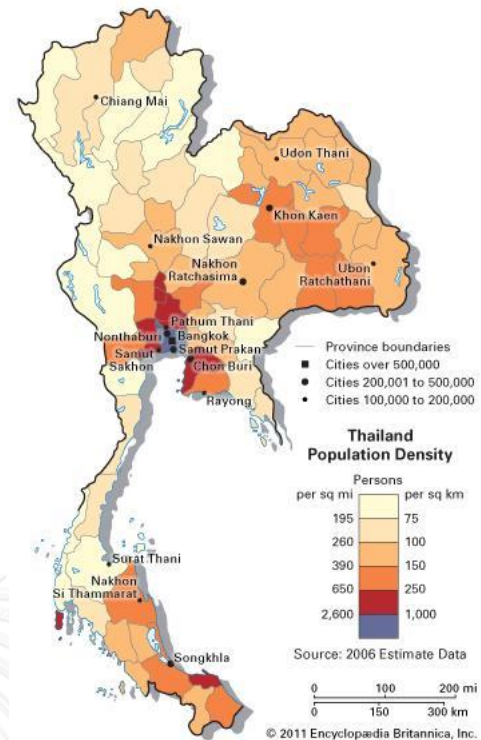 Chiang Mai
Udon Thani
Khon Kaen
Nakhon Sawan
Nakhon
Ratchasima
Ubon
Ratchathani
Pathum Thani
Nonthaburi
Bangkok
Samut
Sakhon
Samut Prakan
Chon Buri
Rayong
Province boundaries
Cities over 500,000
Cities 200,001 to 500,000
Cities 100,000 to 200,000
Thailand
Population Density
Persons
per sq mi per sq km
195 75
260 100
390 150
650 250
2,600 1,000
Surat Thani
Nakhon
Si Thammarat
Songkhla
Source: 2006 Estimate Data
0 100 200 mi
0 150 300 km
© 2011 Encyclopædia Britannica, Inc.